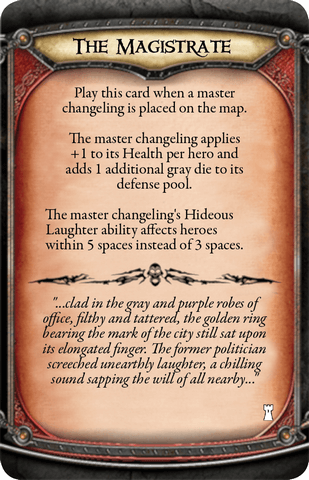 The Magistrate
Play this card when a master
changeling is placed on the map.
The master changeling applies
+1 to its Health per hero and
adds 1 additional gray die to its
defense pool.
The master changeling's Hideous
Laughter ability affects heroes
within 5 spaces instead of 3 spaces.
"...clad in the gray and purple robes of
office, filthy and tattered, the golden ring
bearing the mark of the city still sat upon
its elongated finger. The former politician
screeched unearthly laughter, a chilling
sound sapping the will of all nearby..."